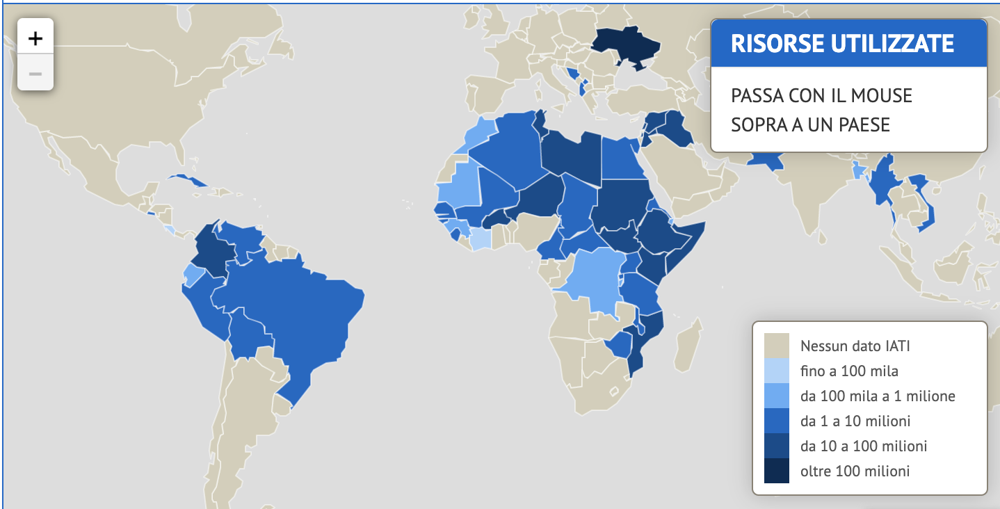 +
−
RISORSE UTILIZZATE
PASSA CON IL MOUSE
SOPRA A UN PAESE
Nessun dato IATI
fino a 100 mila
da 100 mila a 1 milione
da 1 a 10 milioni
da 10 a 100 milioni
oltre 100 milioni